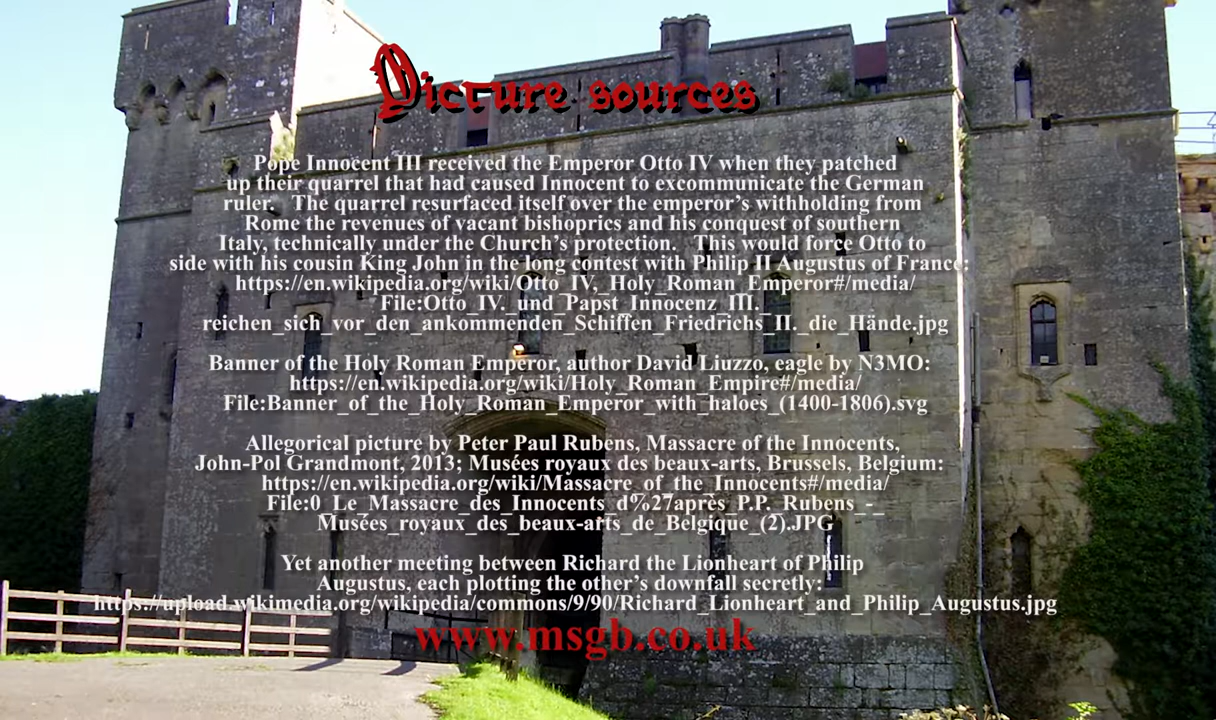 Picture sources
Pope Innocent III received the Emperor Otto IV when they patched
up their quarrel that had caused Innocent to excommunicate the German
ruler. The quarrel resurfaced itself over the emperor's withholding from
Rome the revenues of vacant bishoprics and his conquest of southern
Italy, technically under the Church's protection. This would force Otto to
side with his cousin King John in the long contest with Philip II Augustus of France:
https://en.wikipedia.org/wiki/Otto_IV,_Holy_Roman_Emperor#/media/
File:Otto_IV._und_Papst_Innocenz_III._
reichen_sich_vor_den_ankommenden_Schiffen_Friedrichs_II._die_Hände.jpg
Banner of the Holy Roman Emperor, author David Liuzzo, eagle by N3MO:
https://en.wikipedia.org/wiki/Holy_Roman_Empire#/media/
File:Banner_of_the_Holy_Roman_Emperor_with_haloes_(1400-1806).svg
Allegorical picture by Peter Paul Rubens, Massacre of the Innocents,
John-Pol Grandmont, 2013; Musées royaux des beaux-arts, Brussels, Belgium:
https://en.wikipedia.org/wiki/Massacre_of_the_Innocents#/media/
File:0_Le_Massacre_des_Innocents_d%27après_P.P._Rubens_-_
Musées_royaux_des_beaux-arts_de_Belgique_(2).JPG
Yet another meeting between Richard the Lionheart of Philip
Augustus, each plotting the other's downfall secretly:
https://upload.wikimedia.org/wikipedia/commons/9/90/Richard_Lionheart_and_Philip_Augustus.jpg
www.msgb.co.uk